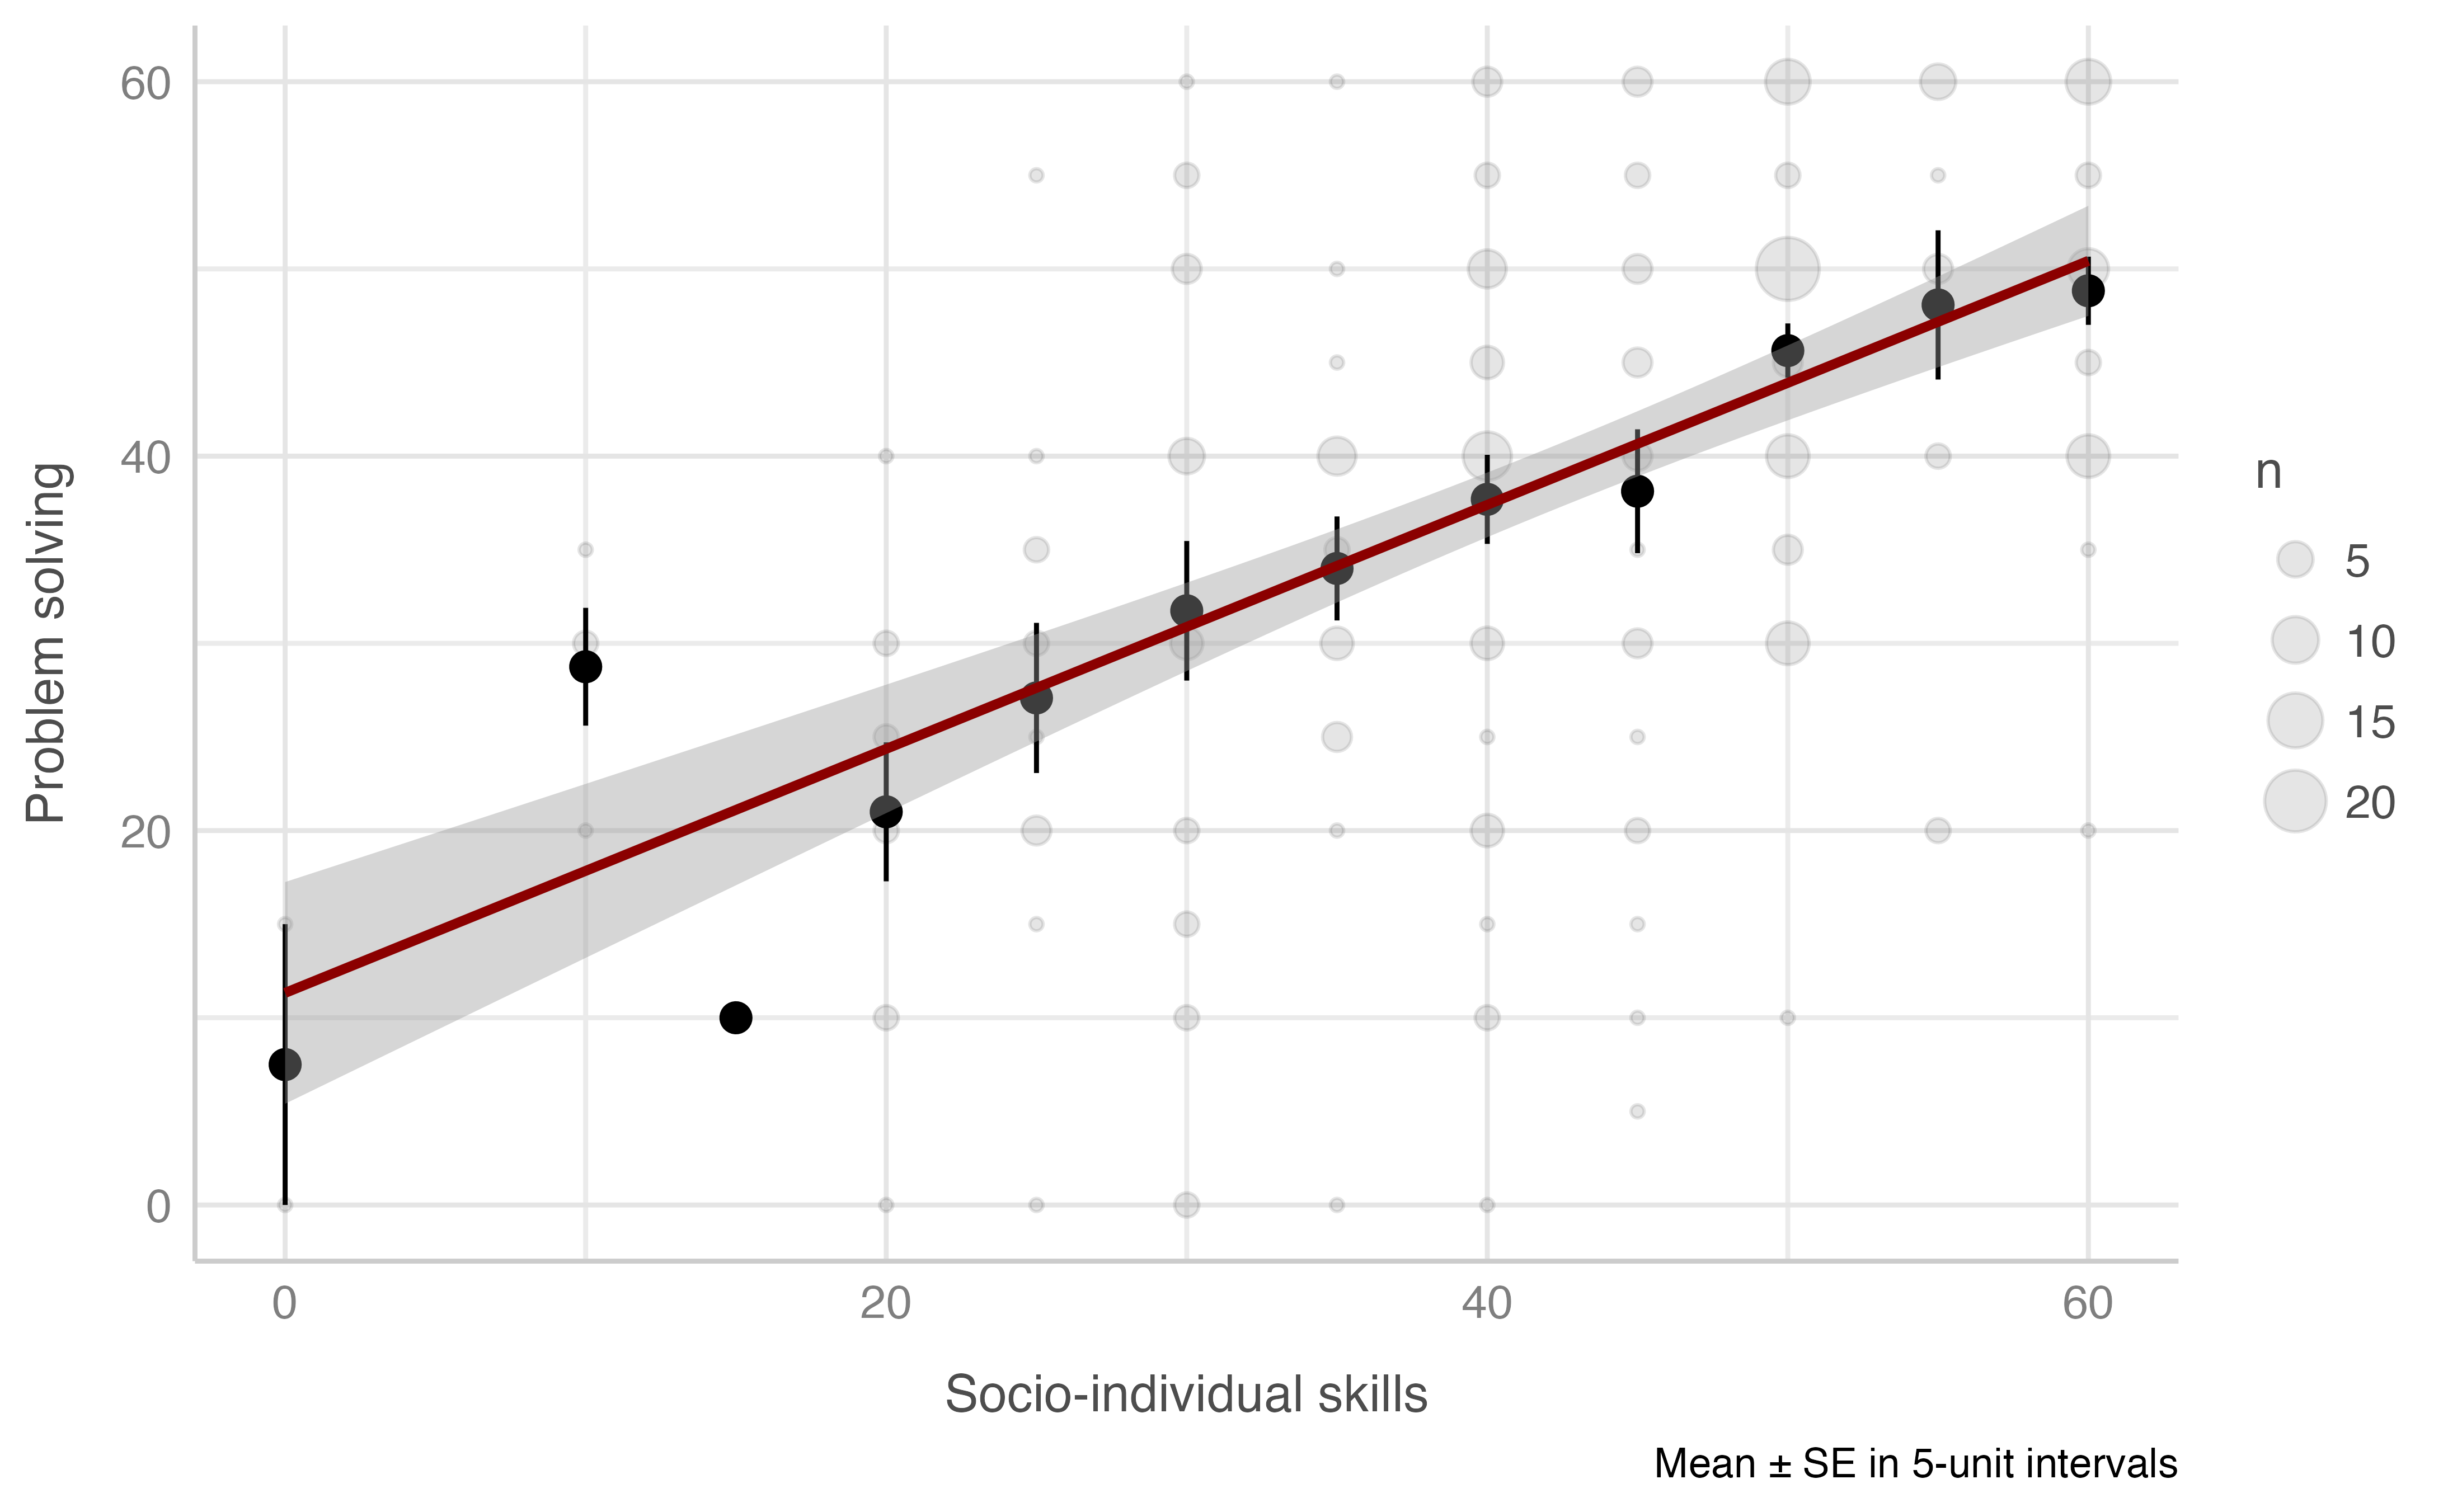 60
40
20
0
Problem solving
0 20 40 60
Socio-individual skills
Mean ± SE in 5-unit intervals
n
5
10
15
20